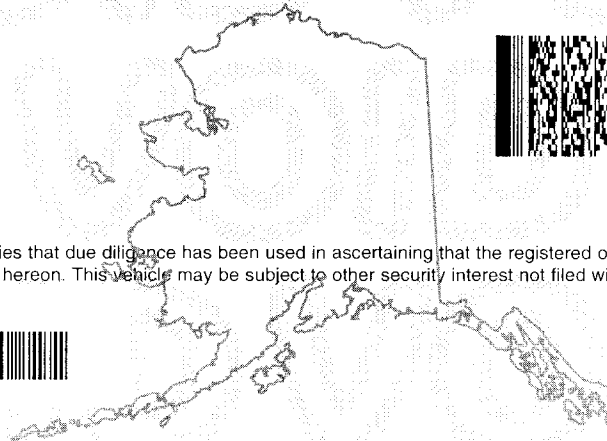 ies that due diligence has been used in ascertaining that the registered o
hereon. This vehicle may be subject to other security interest not filed wi